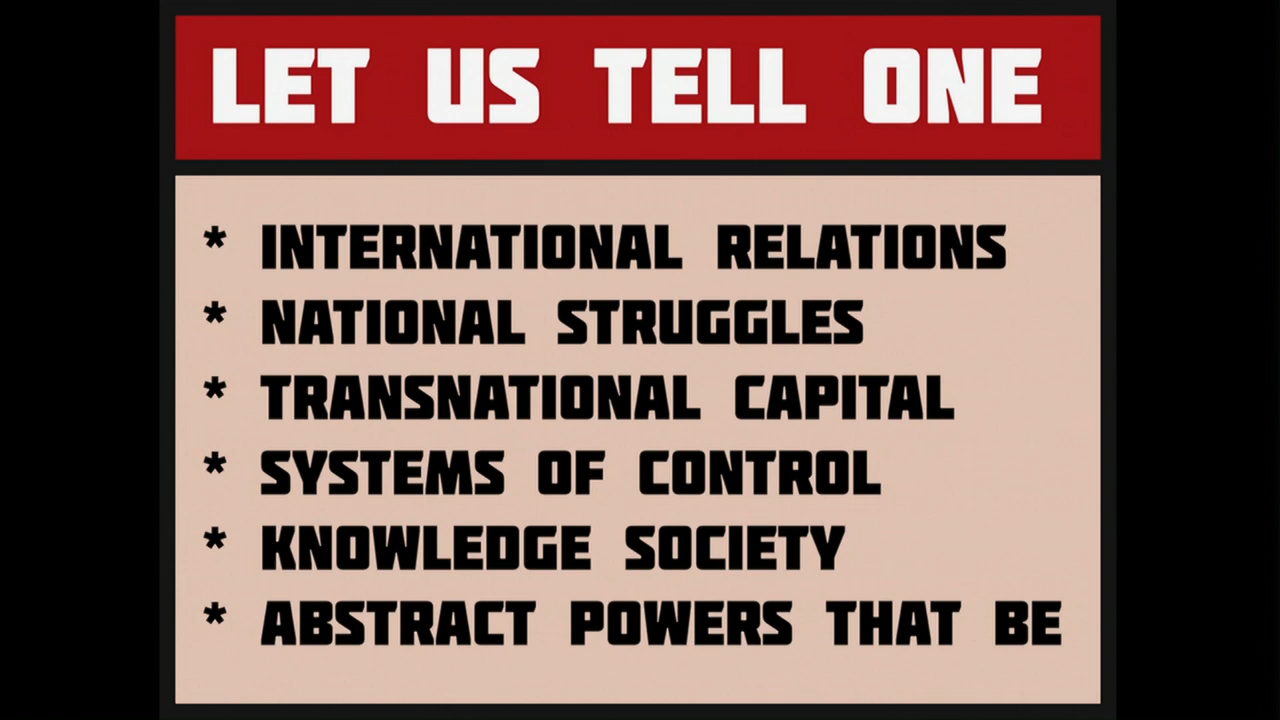 LET US TELL ONE
* INTERNATIONAL RELATIONS
* NATIONAL STRUGGLES
* TRANSNATIONAL CAPITAL
* SYSTEMS OF CONTROL
* KNOWLEDGE SOCIETY
* ABSTRACT POWERS THAT BE